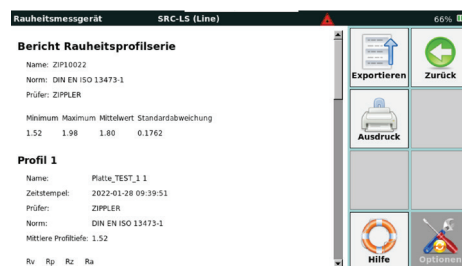 Rauheitsmessgerät SRC-LS (Line) 66%
Bericht Rauheitsprofilserie
Name: ZIP10022
Norm: DIN EN ISO 13473-1
Prüfer: ZIPPLER
Minimum Maximum Mittelwert Standardabweichung
1.52 1.98 1.80 0.1762
Profil 1
Name: Platte_TEST_1 1
Zeitstempel: 2022-01-28 09:39:51
Prüfer: ZIPPLER
Norm: DIN EN ISO 13473-1
Mittlere Profiltiefe: 1.52
Rv Rp Rz Ra
Exportieren Zurück
Ausdruck
Hilfe Optionen